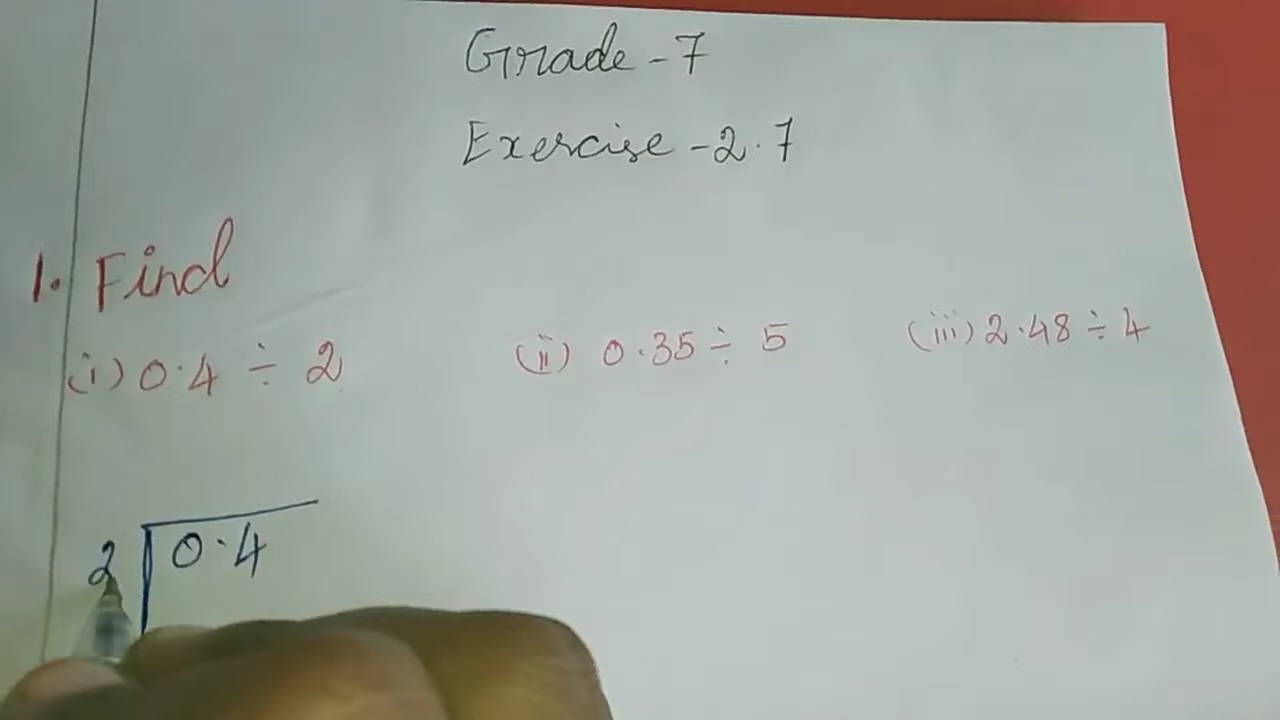 Grade - 7
Exercise - 2.7
1. Find
(i) 0.4 ÷ 2 (ii) 0.35 ÷ 5 (iii) 2.48 ÷ 4
2 0.4